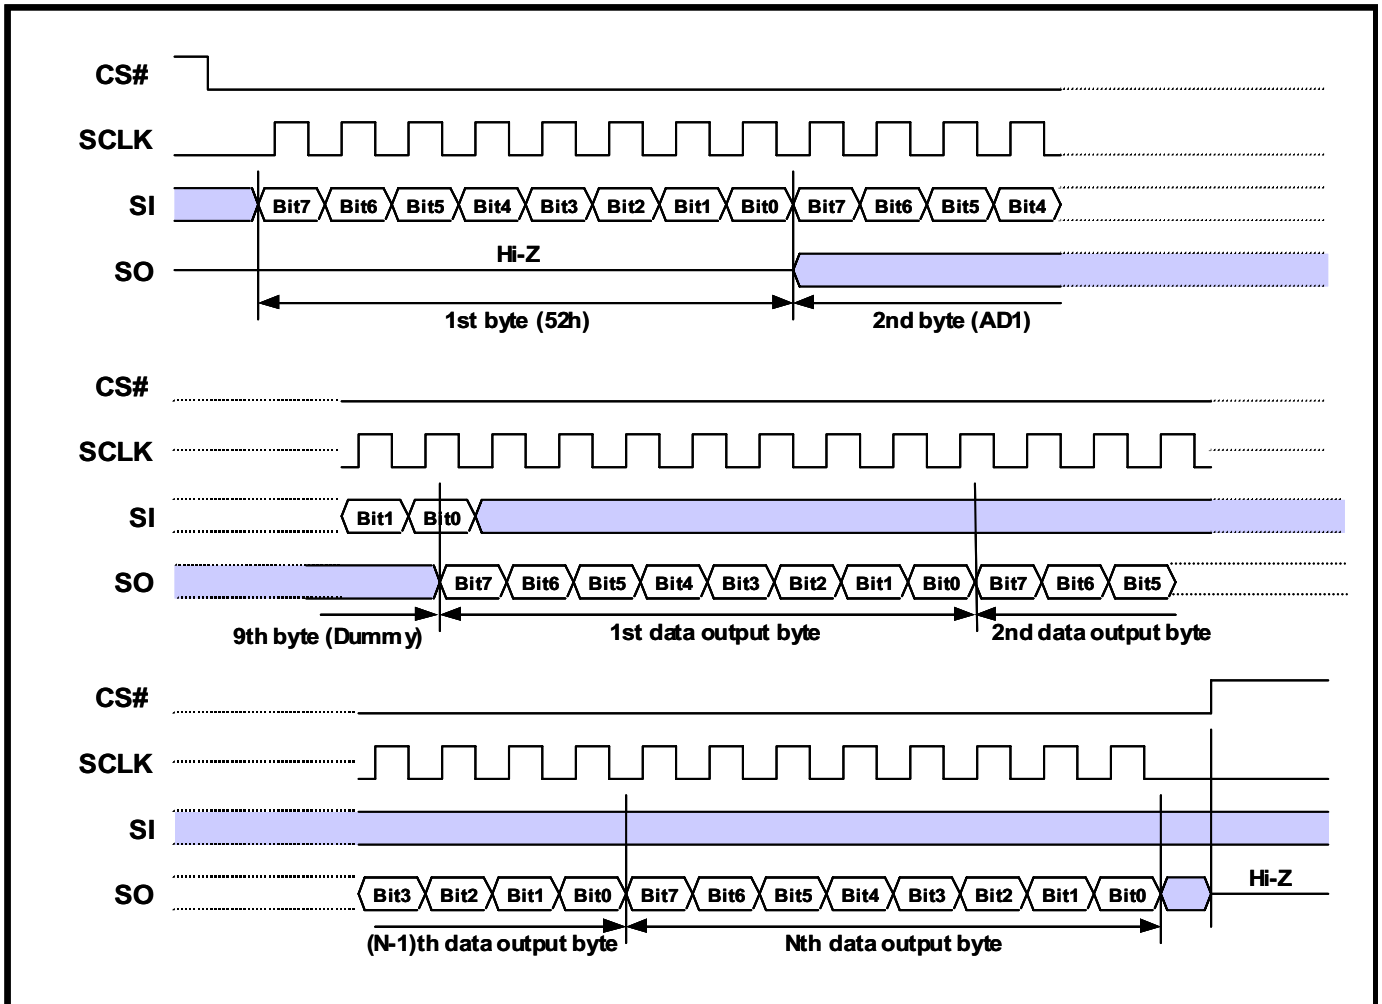 CS#
SCLK
SI Bit7 Bit6 Bit5 Bit4 Bit3 Bit2 Bit1 Bit0 Bit7 Bit6 Bit5 Bit4
Hi-Z
SO
1st byte (52h) 2nd byte (AD1)
CS#
SCLK
SI Bit1 Bit0
SO Bit7 Bit6 Bit5 Bit4 Bit3 Bit2 Bit1 Bit0 Bit7 Bit6 Bit5
9th byte (Dummy) 1st data output byte 2nd data output byte
CS#
SCLK
SI
Hi-Z
SO Bit3 Bit2 Bit1 Bit0 Bit7 Bit6 Bit5 Bit4 Bit3 Bit2 Bit1 Bit0
(N-1)th data output byte Nth data output byte